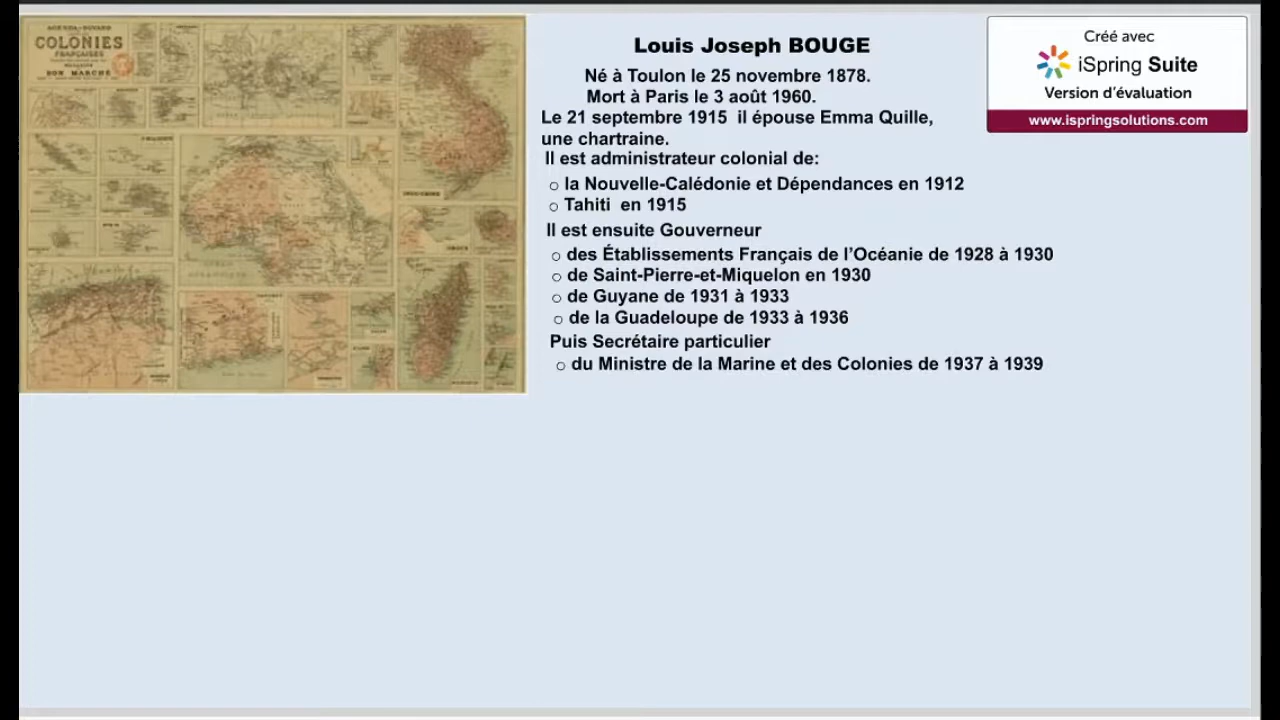 AGENDA-BUVARD
COLONIES
FRANÇAISES
BON MARCHÉ
INDO-CHINE
Louis Joseph BOUGE
Né à Toulon le 25 novembre 1878.
Mort à Paris le 3 août 1960.
Le 21 septembre 1915 il épouse Emma Quille,
une chartraine.
Il est administrateur colonial de:
o la Nouvelle-Calédonie et Dépendances en 1912
o Tahiti en 1915
Il est ensuite Gouverneur
o des Établissements Français de l’Océanie de 1928 à 1930
o de Saint-Pierre-et-Miquelon en 1930
o de Guyane de 1931 à 1933
o de la Guadeloupe de 1933 à 1936
Puis Secrétaire particulier
o du Ministre de la Marine et des Colonies de 1937 à 1939
Créé avec
iSpring Suite
Version d’évaluation
www.ispringsolutions.com